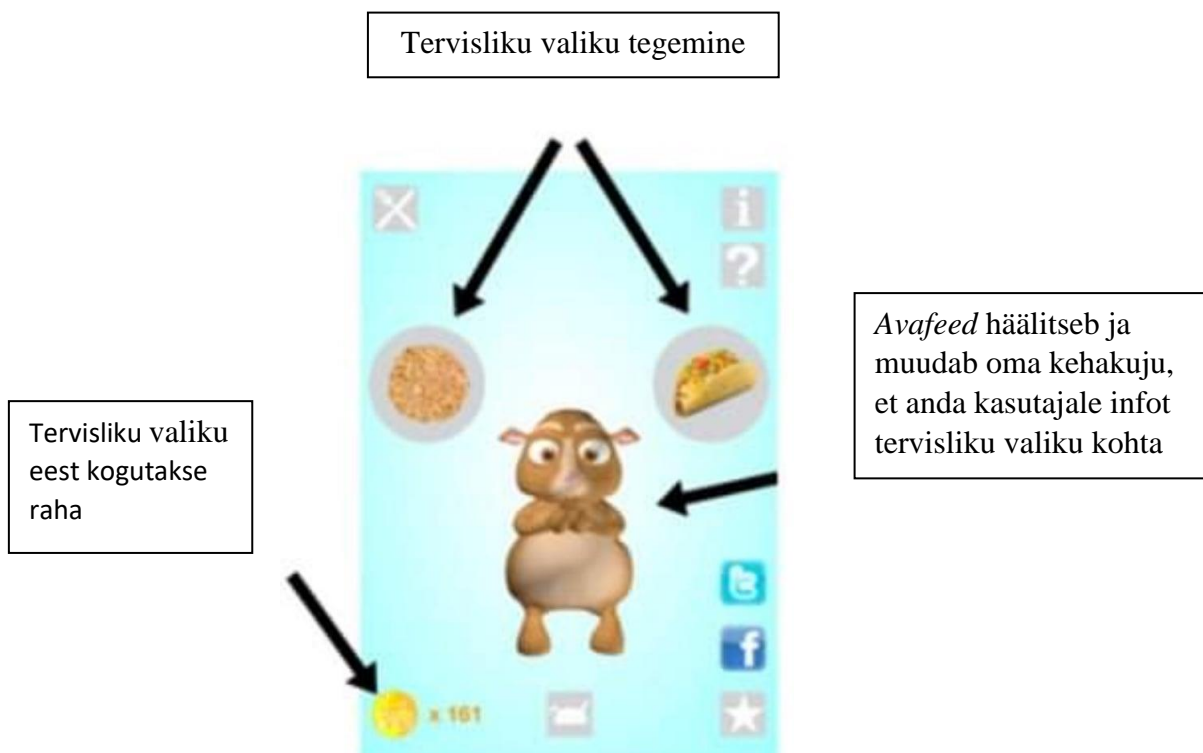 Tervisliku valiku tegemine
i
?
Avafeed häälitseb ja
muudab oma kehakuju,
et anda kasutajale infot
tervisliku valiku kohta
Tervisliku valiku
eest kogutakse
raha
f
x 161